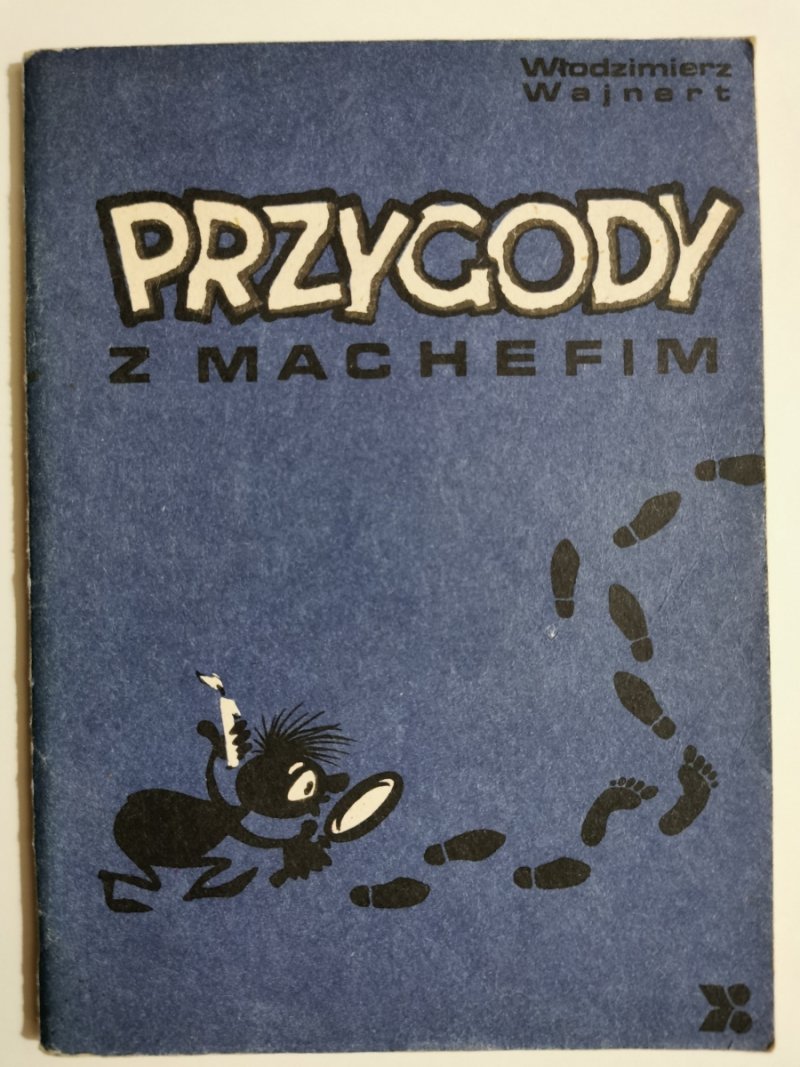 Włodzimierz
Wajnert
PRZYGODY
Z MACHEFIM